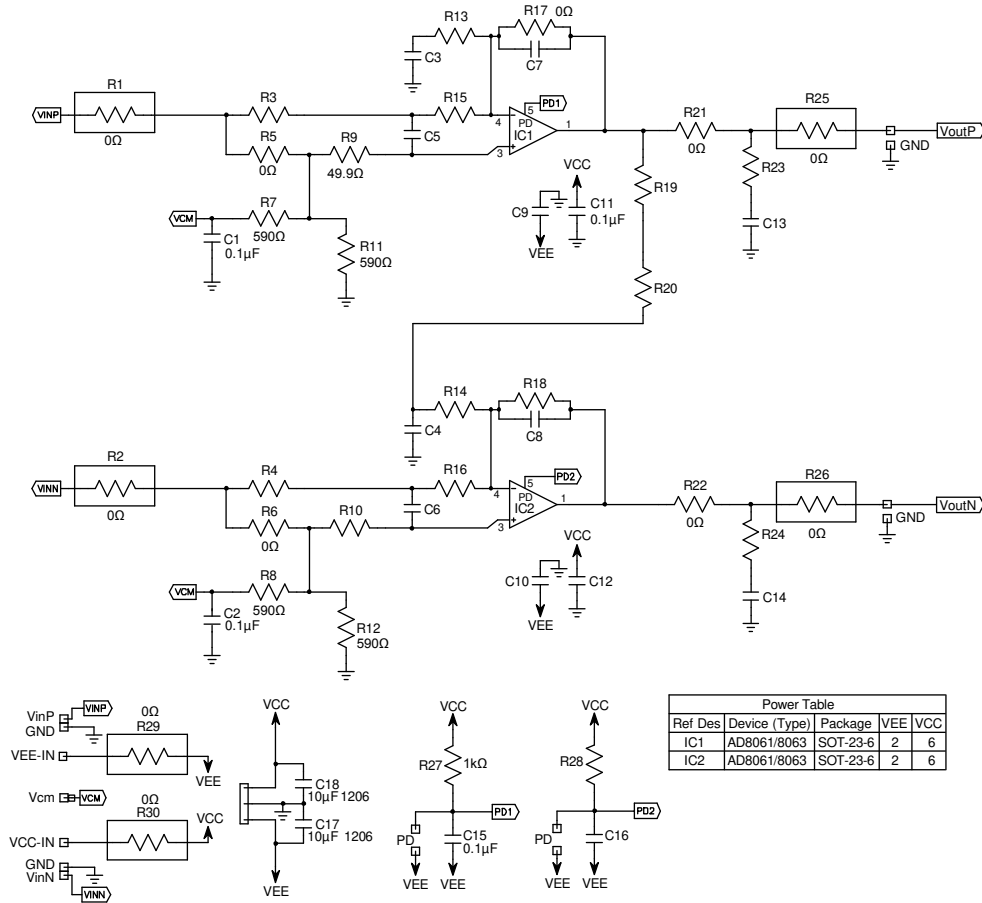 R13
R17 0Ω
C3
C7
R1
VINP
0Ω
R3
R15
PD1
5
PD
4
−
IC1
1
3
+
C5
R5
0Ω
R9
49.9Ω
R21
0Ω
R25
0Ω
VoutP
GND
R23
C13
R19
R20
VCM
R7
590Ω
C1
0.1µF
R11
590Ω
VCC
C9
C11
0.1µF
VEE
R14
R18
C4
C8
R2
VINN
0Ω
R4
R16
PD2
5
PD
4
−
IC2
1
3
+
C6
R6
0Ω
R10
R22
0Ω
R26
0Ω
VoutN
GND
R24
C14
VCM
R8
590Ω
C2
0.1µF
R12
590Ω
VCC
C10
C12
VEE
VinP
VINP
GND
0Ω
R29
VEE-IN
VEE
Vcm
VCM
0Ω
R30
VCC
VCC-IN
GND
VinN
VINN
VCC
C18
10µF 1206
C17
10µF 1206
VEE
VCC
R27
1kΩ
PD1
PD
C15
0.1µF
VEE
VEE
VCC
R28
PD2
PD
C16
VEE
VEE
Power Table
Ref Des Device (Type) Package VEE VCC
IC1 AD8061/8063 SOT-23-6 2 6
IC2 AD8061/8063 SOT-23-6 2 6